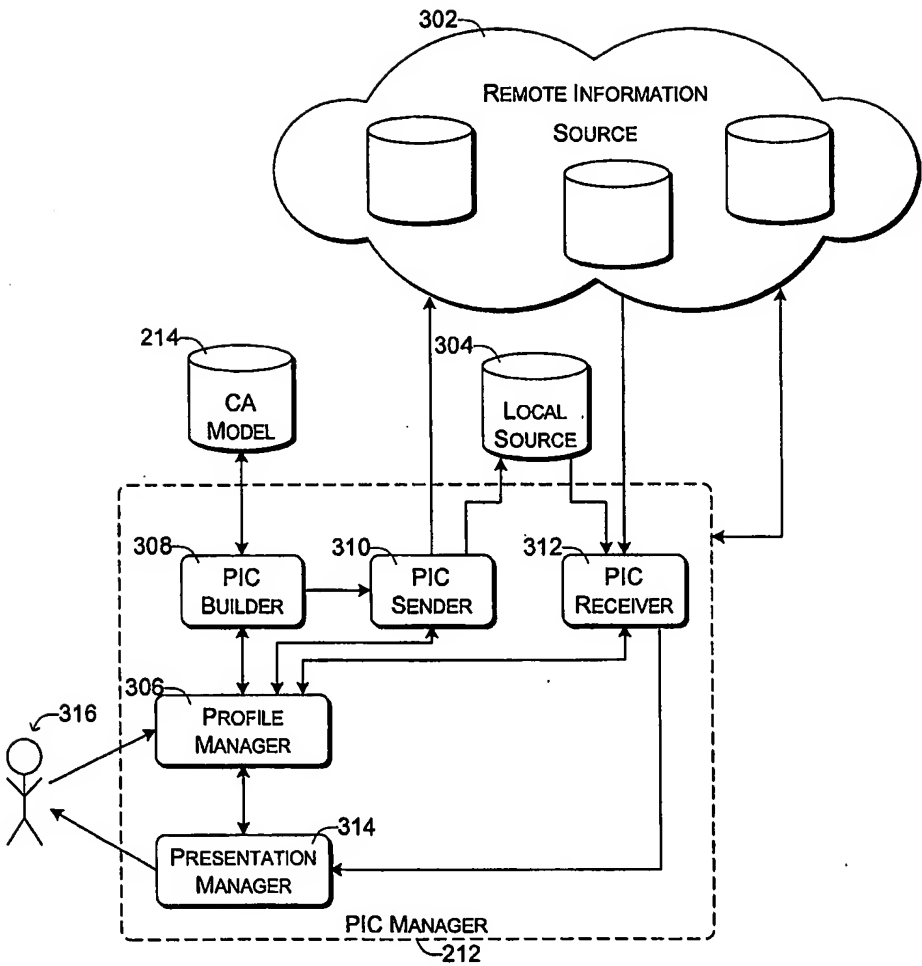 302
REMOTE INFORMATION
SOURCE
214
CA
MODEL
304
LOCAL
SOURCE
308
PIC
BUILDER
310
PIC
SENDER
312
PIC
RECEIVER
306
PROFILE
MANAGER
316
314
PRESENTATION
MANAGER
PIC MANAGER
212